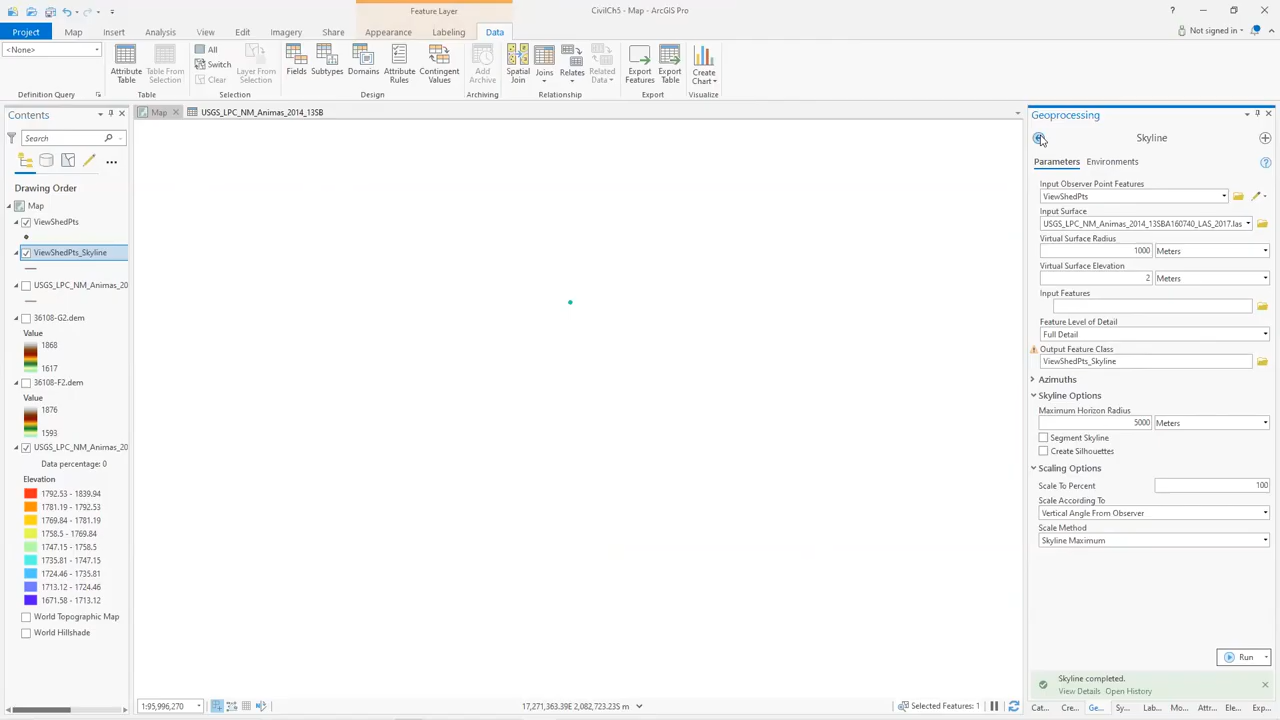 Feature Layer
CivilCh5 - Map - ArcGIS Pro
Project Map Insert Analysis View Edit Imagery Share Appearance Labeling Data
Not signed in
<None>
Definition Query
Attribute Table
Table From Selection
Table
All
Switch
Clear
Layer From Selection
Selection
Fields
Subtypes
Domains
Attribute Rules
Contingent Values
Design
Add Archive
Archiving
Spatial Join
Joins
Relates
Related Data
Relationship
Export Features
Export Table
Export
Create Chart
Visualize
Contents
Search
Drawing Order
Map
ViewShedPts
ViewShedPts_Skyline
USGS_LPC_NM_Animas_20
36108-G2.dem
Value
1868
1617
36108-F2.dem
Value
1876
1593
USGS_LPC_NM_Animas_20
Data percentage: 0
Elevation
1792.53 - 1839.94
1781.19 - 1792.53
1769.84 - 1781.19
1758.5 - 1769.84
1747.15 - 1758.5
1735.81 - 1747.15
1724.46 - 1735.81
1713.12 - 1724.46
1671.58 - 1713.12
World Topographic Map
World Hillshade
Map
USGS_LPC_NM_Animas_2014_13SB
1:95,996,270
17,271,363.39E 2,082,723.23S m
Selected Features: 1
Geoprocessing
Skyline
Parameters Environments
Input Observer Point Features
ViewShedPts
Input Surface
USGS_LPC_NM_Animas_2014_13SBA160740_LAS_2017.las
Virtual Surface Radius
1000 Meters
Virtual Surface Elevation
2 Meters
Input Features
Feature Level of Detail
Full Detail
Output Feature Class
ViewShedPts_Skyline
Azimuths
Skyline Options
Maximum Horizon Radius
5000 Meters
Segment Skyline
Create Silhouettes
Scaling Options
Scale To Percent 100
Scale According To
Vertical Angle From Observer
Scale Method
Skyline Maximum
Run
Skyline completed.
View Details Open History
Cat... Cre... Ge... Sy... Lab... Mo... Attr... Ele... Exp...